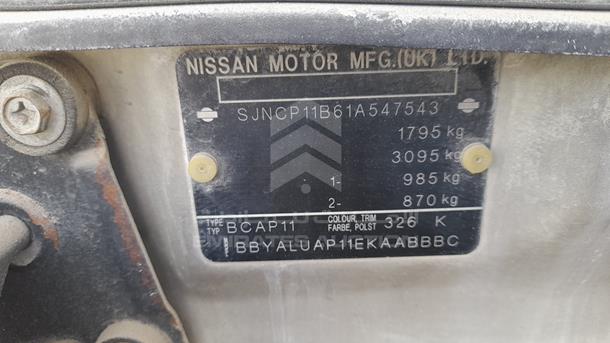 NISSAN MOTOR MFG.(UK) LTD.
SJNCP11B61A547543
1795 kg
3095 kg
1- 985 kg
2- 870 kg
TYPE TYP BCAP11 COLOUR, TRIM FARBE, POLST 326 K
BBYALUAP11EKAABBBC